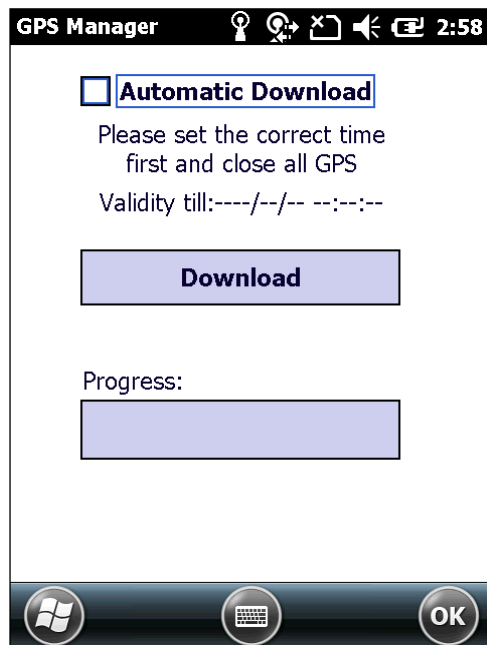 GPS Manager 2:58
Automatic Download
Please set the correct time
first and close all GPS
Validity till:----/--/-- --:--:--
Download
Progress:
OK